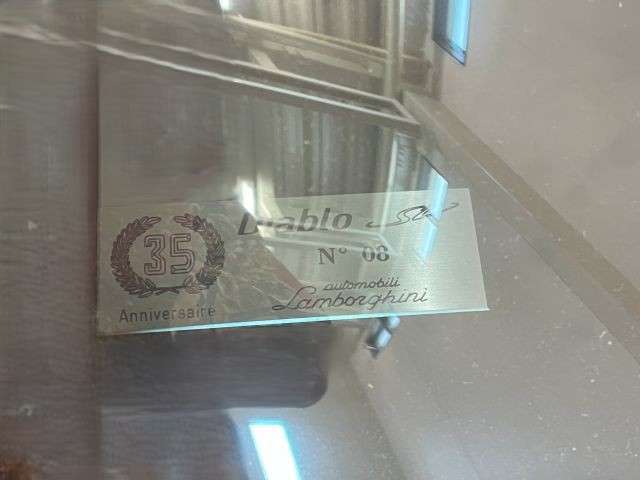 Diablo SV
N° 08
automobili
Lamborghini
35
Anniversaire